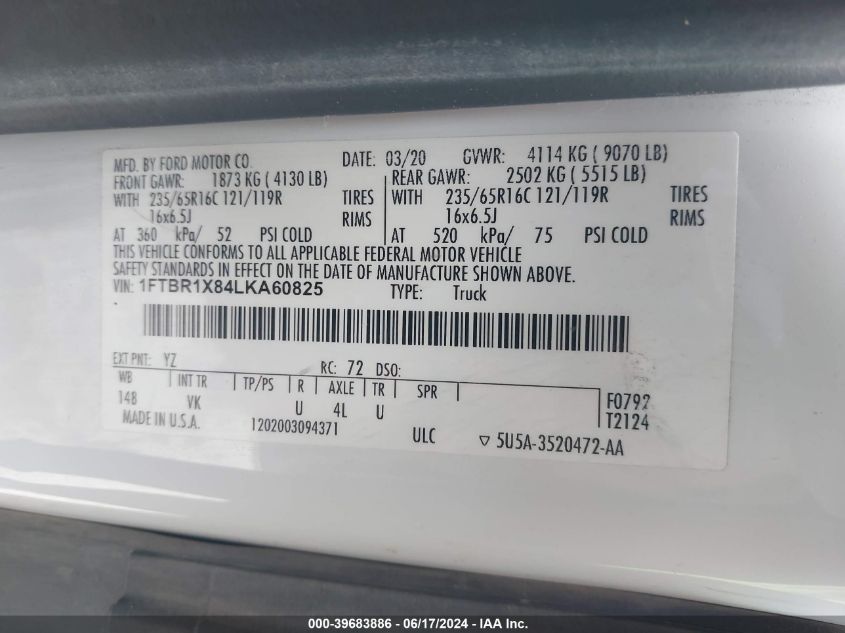 MFD. BY FORD MOTOR CO. DATE: 03/20 GVWR: 4114 KG ( 9070 LB)
FRONT GAWR: 1873 KG ( 4130 LB) REAR GAWR: 2502 KG ( 5515 LB)
WITH 235/65R16C 121/119R TIRES WITH 235/65R16C 121/119R TIRES
16x6.5J RIMS 16x6.5J RIMS
AT 360 kPa/ 52 PSI COLD AT 520 kPa/ 75 PSI COLD
THIS VEHICLE CONFORMS TO ALL APPLICABLE FEDERAL MOTOR VEHICLE
SAFETY STANDARDS IN EFFECT ON THE DATE OF MANUFACTURE SHOWN ABOVE.
VIN: 1FTBR1X84LKA60825 TYPE: Truck
EXT PNT: YZ RC: 72 DSO:
WB INT TR TP/PS R AXLE TR SPR F0792
148 VK U 4L U T2124
MADE IN U.S.A. 1202003094371 ULC ▽ 5U5A-3520472-AA
000-39683886 / 06/17/2024 / IAAI.COM